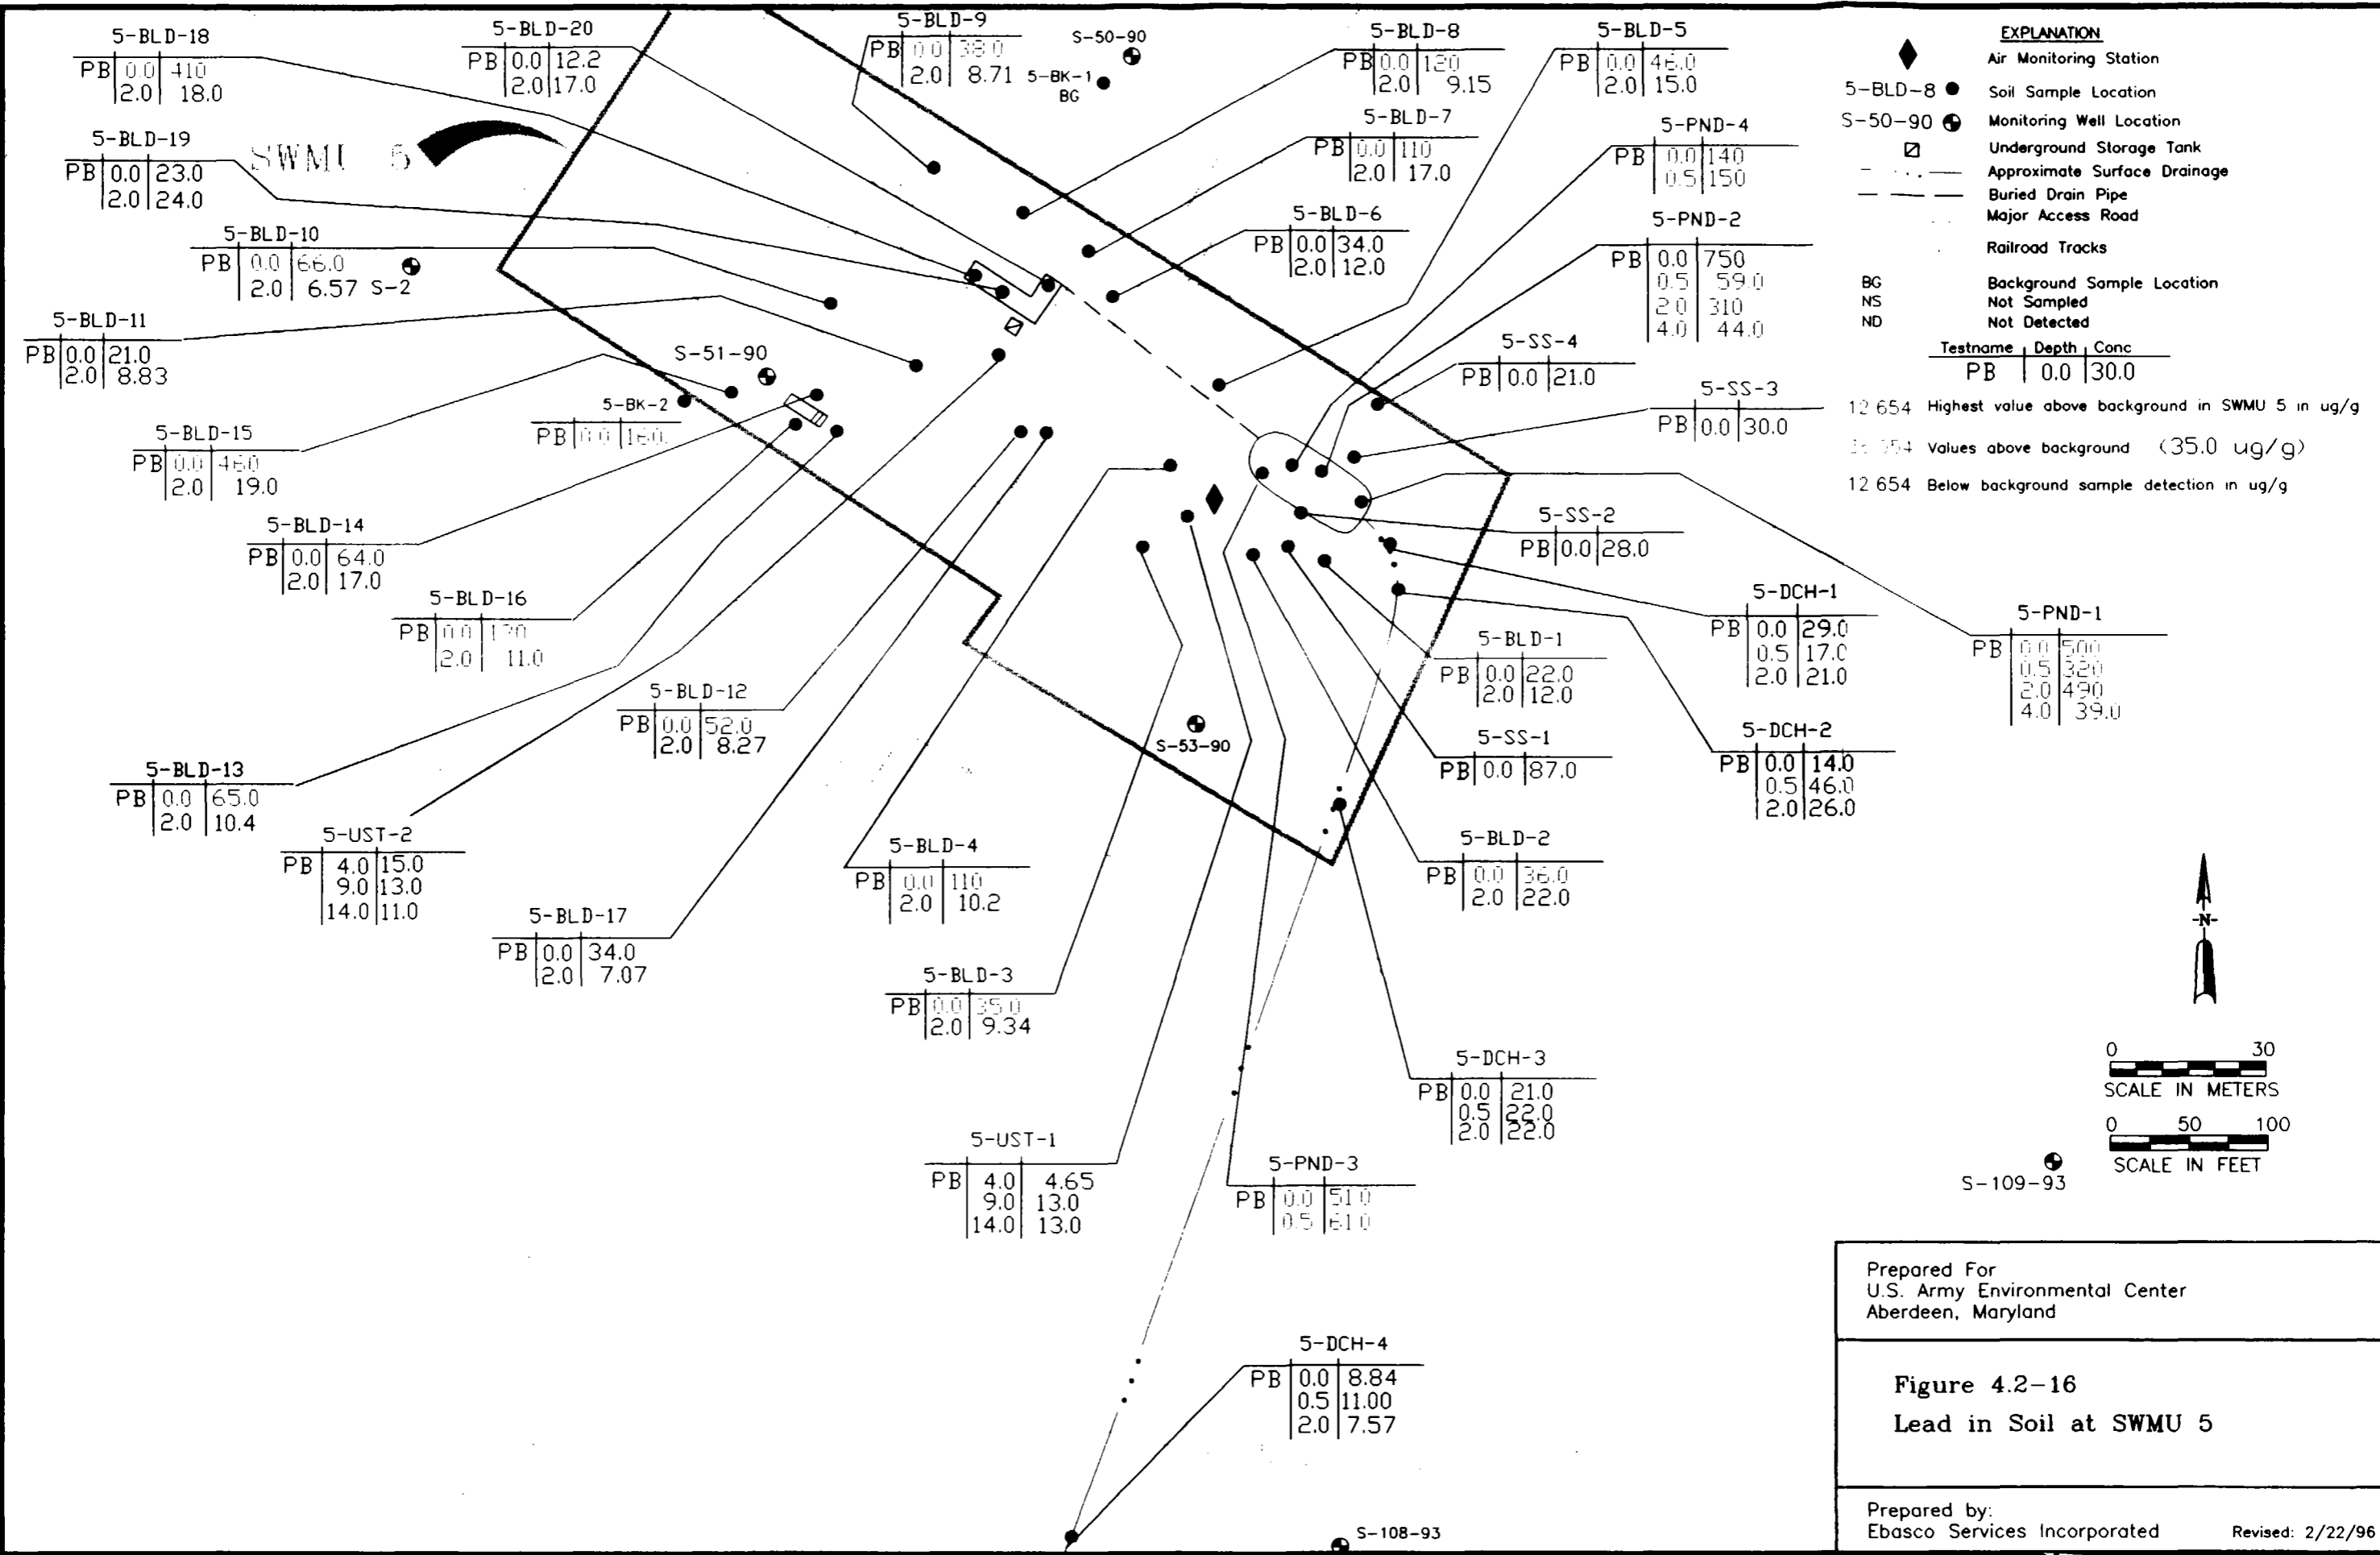 5-BLD-18
PB 0.0 410
2.0 18.0
5-BLD-20
PB 0.0 12.2
2.0 17.0
5-BLD-9
PB 0.0 38.0
2.0 8.71
S-50-90
5-BK-1
BG
5-BLD-8
PB 0.0 120
2.0 9.15
5-BLD-5
PB 0.0 46.0
2.0 15.0
5-BLD-19
PB 0.0 23.0
2.0 24.0
SWMU 5
5-BLD-7
PB 0.0 110
2.0 17.0
5-PND-4
PB 0.0 140
0.5 150
5-BLD-10
PB 0.0 66.0
2.0 6.57
S-2
5-BLD-6
PB 0.0 34.0
2.0 12.0
5-PND-2
PB 0.0 750
0.5 59.0
2.0 310
4.0 44.0
5-BLD-11
PB 0.0 21.0
2.0 8.83
S-51-90
5-BK-2
PB 0.0 160.
5-SS-4
PB 0.0 21.0
5-SS-3
PB 0.0 30.0
5-BLD-15
PB 0.0 460
2.0 19.0
5-BLD-14
PB 0.0 64.0
2.0 17.0
5-SS-2
PB 0.0 28.0
5-BLD-16
PB 0.0
2.0 11.0
5-DCH-1
PB 0.0 29.0
0.5 17.0
2.0 21.0
5-PND-1
PB 0.0 500
0.5 320
2.0 490
4.0 39.0
5-BLD-1
PB 0.0 22.0
2.0 12.0
5-BLD-12
PB 0.0 52.0
2.0 8.27
S-53-90
5-SS-1
PB 0.0 87.0
5-DCH-2
PB 0.0 14.0
0.5 46.0
2.0 26.0
5-BLD-13
PB 0.0 65.0
2.0 10.4
5-UST-2
PB 4.0 15.0
9.0 13.0
14.0 11.0
5-BLD-4
PB 0.0 110
2.0 10.2
5-BLD-2
PB 0.0 36.0
2.0 22.0
5-BLD-17
PB 0.0 34.0
2.0 7.07
5-BLD-3
PB 0.0 35.0
2.0 9.34
5-DCH-3
PB 0.0 21.0
0.5 22.0
2.0 22.0
5-UST-1
PB 4.0 4.65
9.0 13.0
14.0 13.0
5-PND-3
PB 0.0 51.0
0.5 61.0
5-DCH-4
PB 0.0 8.84
0.5 11.00
2.0 7.57
S-108-93
EXPLANATION
Air Monitoring Station
5-BLD-8 Soil Sample Location
S-50-90 Monitoring Well Location
Underground Storage Tank
Approximate Surface Drainage
Buried Drain Pipe
Major Access Road
Railroad Tracks
BG Background Sample Location
NS Not Sampled
ND Not Detected
Testname Depth Conc
PB 0.0 30.0
12 654 Highest value above background in SWMU 5 in ug/g
Values above background (35.0 ug/g)
12 654 Below background sample detection in ug/g
-N-
0 30
SCALE IN METERS
0 50 100
SCALE IN FEET
S-109-93
Prepared For
U.S. Army Environmental Center
Aberdeen, Maryland
Figure 4.2-16
Lead in Soil at SWMU 5
Prepared by:
Ebasco Services Incorporated
Revised: 2/22/96